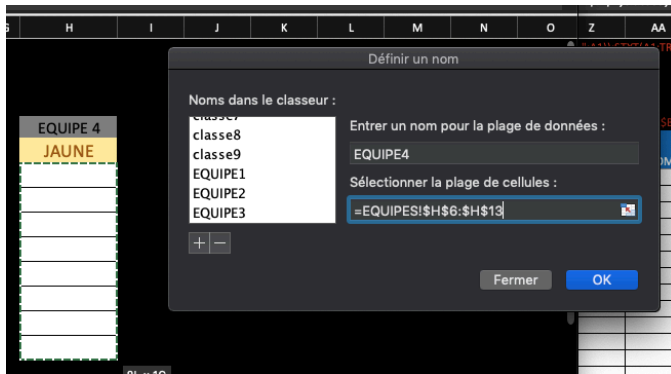 H I J K L M N O Z AA
Définir un nom
Noms dans le classeur :
classe7
classe8
classe9
EQUIPE1
EQUIPE2
EQUIPE3
+ −
Entrer un nom pour la plage de données :
EQUIPE4
Sélectionner la plage de cellules :
=EQUIPES!$H$6:$H$13
Fermer OK
EQUIPE 4
JAUNE